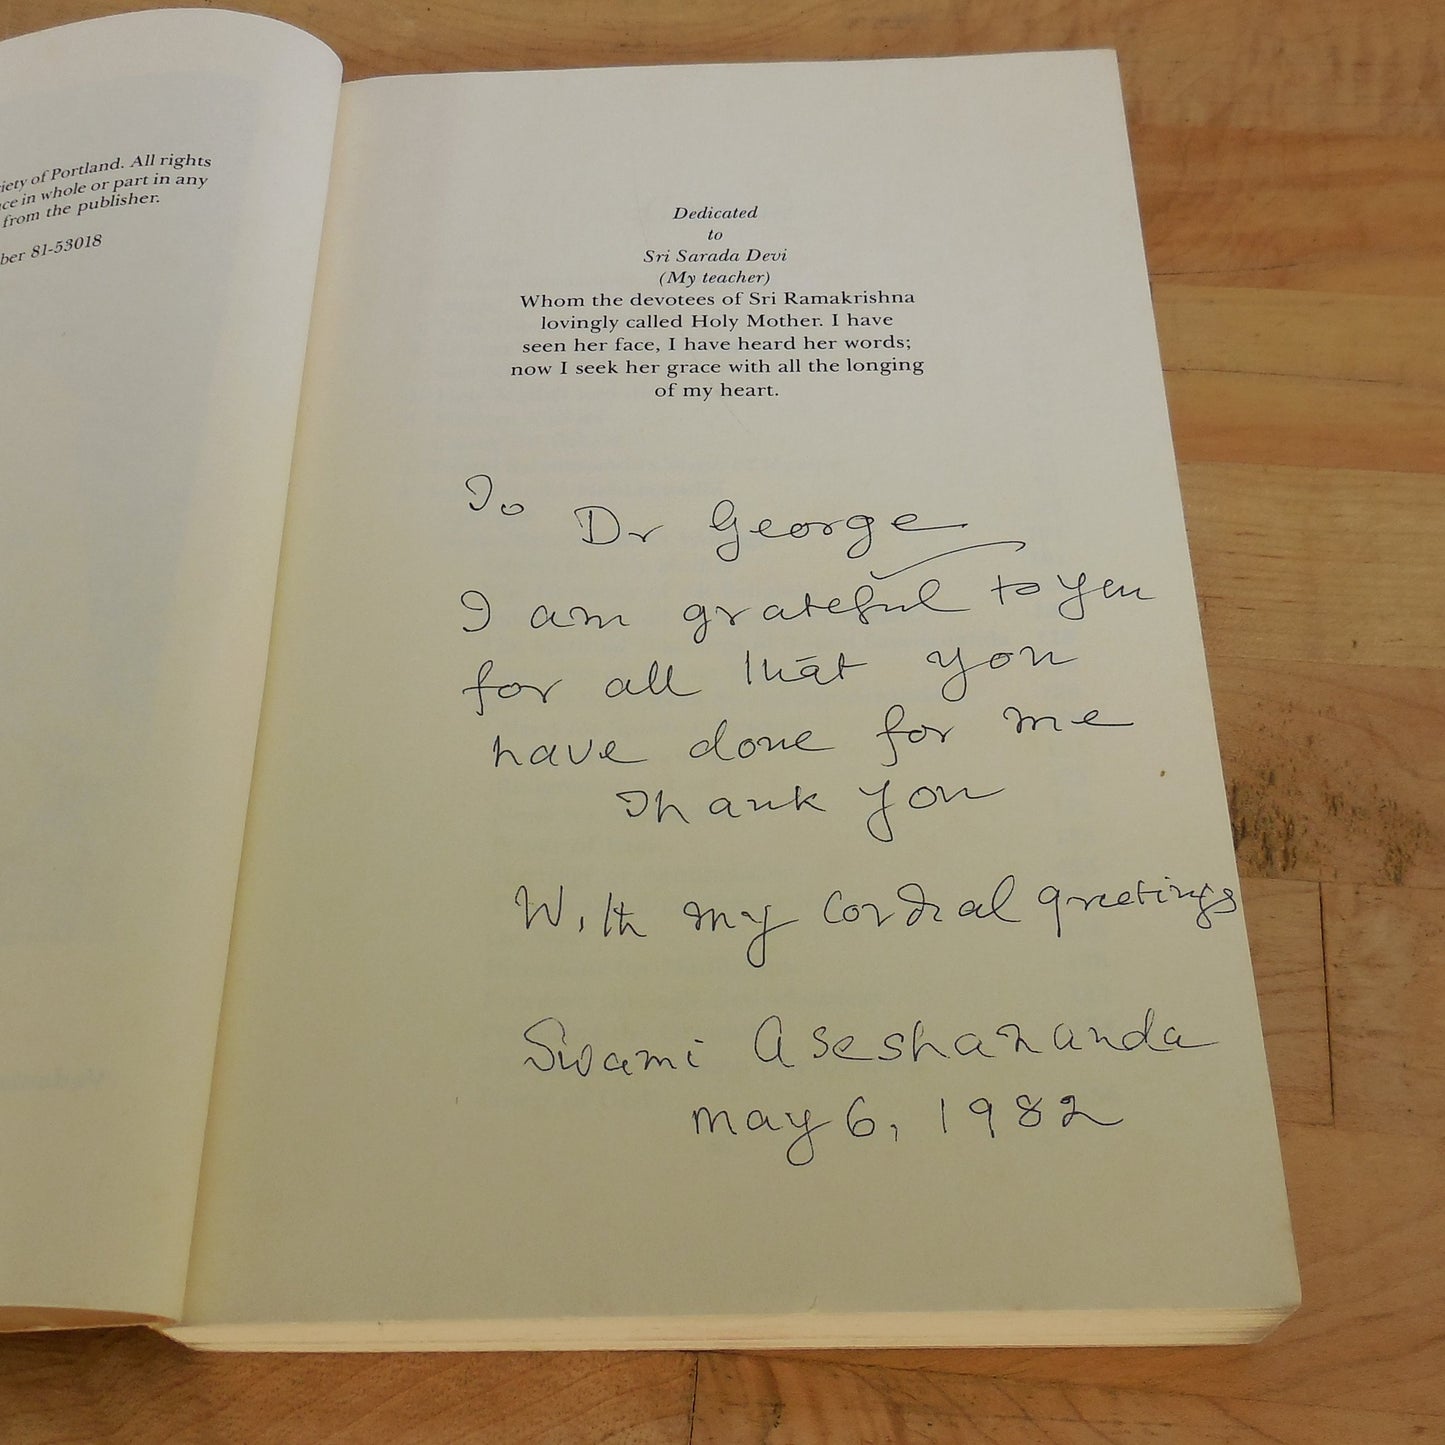 iety of Portland. All rights
ce in whole or part in any
from the publisher.
ber 81-53018
Dedicated
to
Sri Sarada Devi
(My teacher)
Whom the devotees of Sri Ramakrishna
lovingly called Holy Mother. I have
seen her face, I have heard her words;
now I seek her grace with all the longing
of my heart.
To Dr George
I am grateful to you
for all that you
have done for me
Thank you
With my cordial greetings
Swami Aseshananda
May 6, 1982